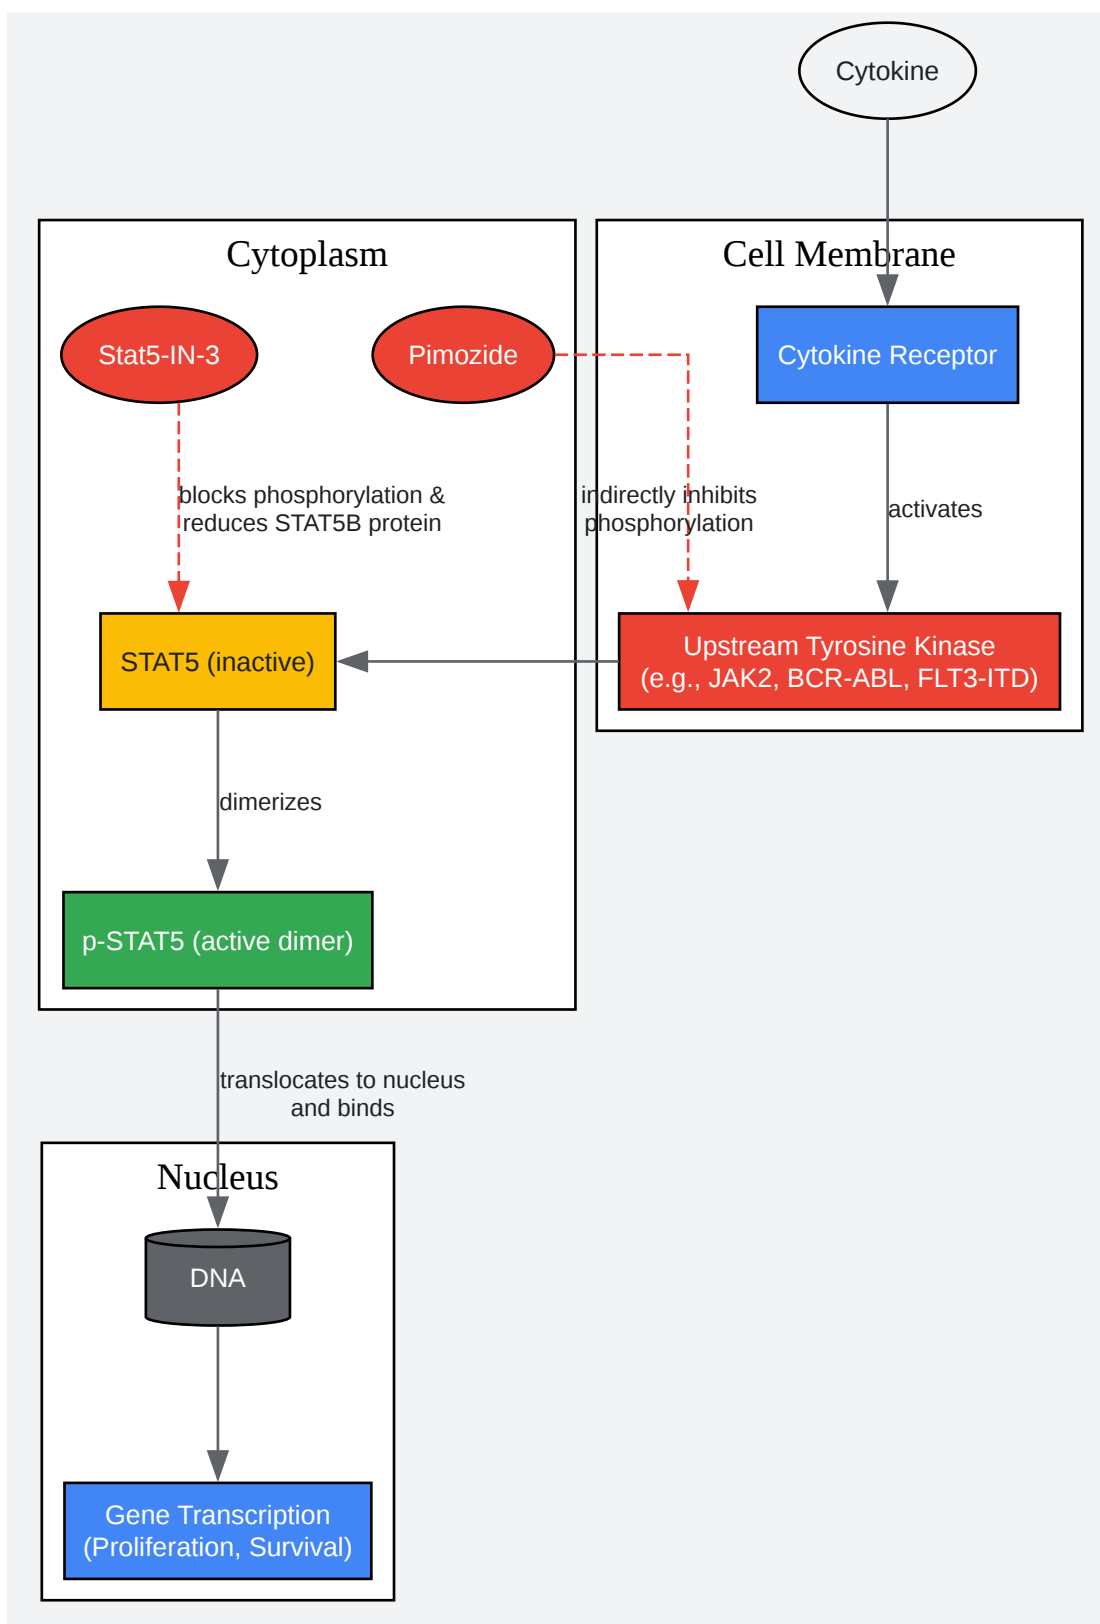 Cytokine
Cytoplasm
Cell Membrane
Stat5-IN-3
Pimozide
Cytokine Receptor
blocks phosphorylation &
reduces STAT5B protein
indirectly inhibits
phosphorylation
activates
STAT5 (inactive)
Upstream Tyrosine Kinase
(e.g., JAK2, BCR-ABL, FLT3-ITD)
dimerizes
p-STAT5 (active dimer)
translocates to nucleus
and binds
Nucleus
DNA
Gene Transcription
(Proliferation, Survival)